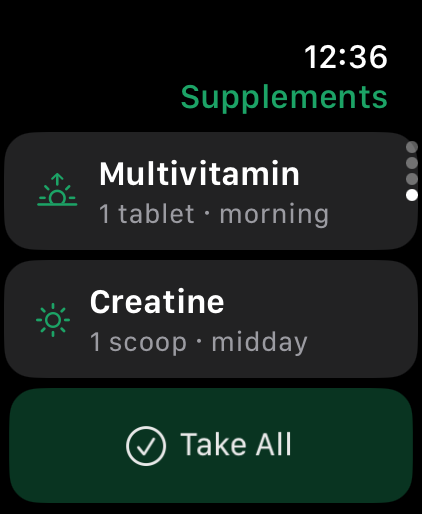 12:36
Supplements
Multivitamin
1 tablet · morning
Creatine
1 scoop · midday
Take All